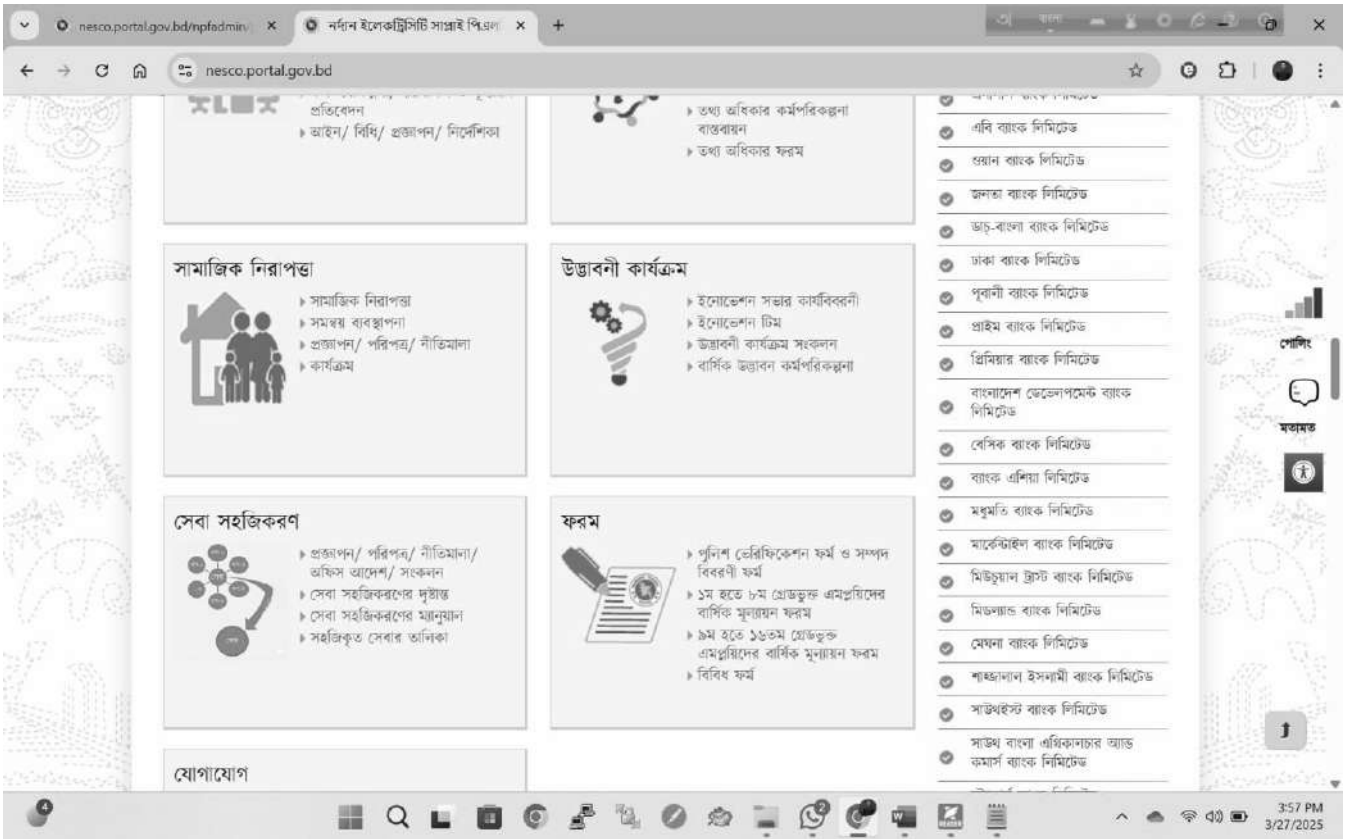 nesco.portal.gov.bd/npfadmin/
নর্দান ইলেকট্রিসিটি সাপ্লাই পি.এল
nesco.portal.gov.bd
প্রতিবেদন
আইন/ বিধি/ প্রজ্ঞাপন/ নির্দেশিকা
তথ্য অধিকার কর্মপরিকল্পনা
বাস্তবায়ন
তথ্য অধিকার ফরম
সামাজিক নিরাপত্তা
সামাজিক নিরাপত্তা
সমন্বয় ব্যবস্থাপনা
প্রজ্ঞাপন/ পরিপত্র/ নীতিমালা
কার্যক্রম
উদ্ভাবনী কার্যক্রম
ইনোভেশন সভার কার্যবিবরনী
ইনোভেশন টিম
উদ্ভাবনী কার্যক্রম সংকলন
বার্ষিক উদ্ভাবন কর্মপরিকল্পনা
সেবা সহজিকরণ
প্রজ্ঞাপন/ পরিপত্র/ নীতিমালা/
অফিস আদেশ/ সংকলন
সেবা সহজিকরণের দৃষ্টান্ত
সেবা সহজিকরণের ম্যানুয়াল
সহজিকৃত সেবার তালিকা
ফরম
পুলিশ ভেরিফিকেশন ফর্ম ও সম্পদ
বিবরণী ফর্ম
১ম হতে ৮ম গ্রেডভুক্ত এমপ্লয়িদের
বার্ষিক মূল্যায়ন ফরম
৯ম হতে ১৬তম গ্রেডভুক্ত
এমপ্লয়িদের বার্ষিক মূল্যায়ন ফরম
বিবিধ ফর্ম
যোগাযোগ
এবি ব্যাংক লিমিটেড
ওয়ান ব্যাংক লিমিটেড
জনতা ব্যাংক লিমিটেড
ডাচ্-বাংলা ব্যাংক লিমিটেড
ঢাকা ব্যাংক লিমিটেড
পূবালী ব্যাংক লিমিটেড
প্রাইম ব্যাংক লিমিটেড
প্রিমিয়ার ব্যাংক লিমিটেড
বাংলাদেশ ডেভেলপমেন্ট ব্যাংক
লিমিটেড
বেসিক ব্যাংক লিমিটেড
ব্যাংক এশিয়া লিমিটেড
মধুমতি ব্যাংক লিমিটেড
মার্কেন্টাইল ব্যাংক লিমিটেড
মিউচুয়াল ট্রাস্ট ব্যাংক লিমিটেড
মিডল্যান্ড ব্যাংক লিমিটেড
মেঘনা ব্যাংক লিমিটেড
শাহ্জালাল ইসলামী ব্যাংক লিমিটেড
সাউথইস্ট ব্যাংক লিমিটেড
সাউথ বাংলা এগ্রিকালচার অ্যান্ড
কমার্স ব্যাংক লিমিটেড
পোলিং
মতামত
4
2
3:57 PM
3/27/2025